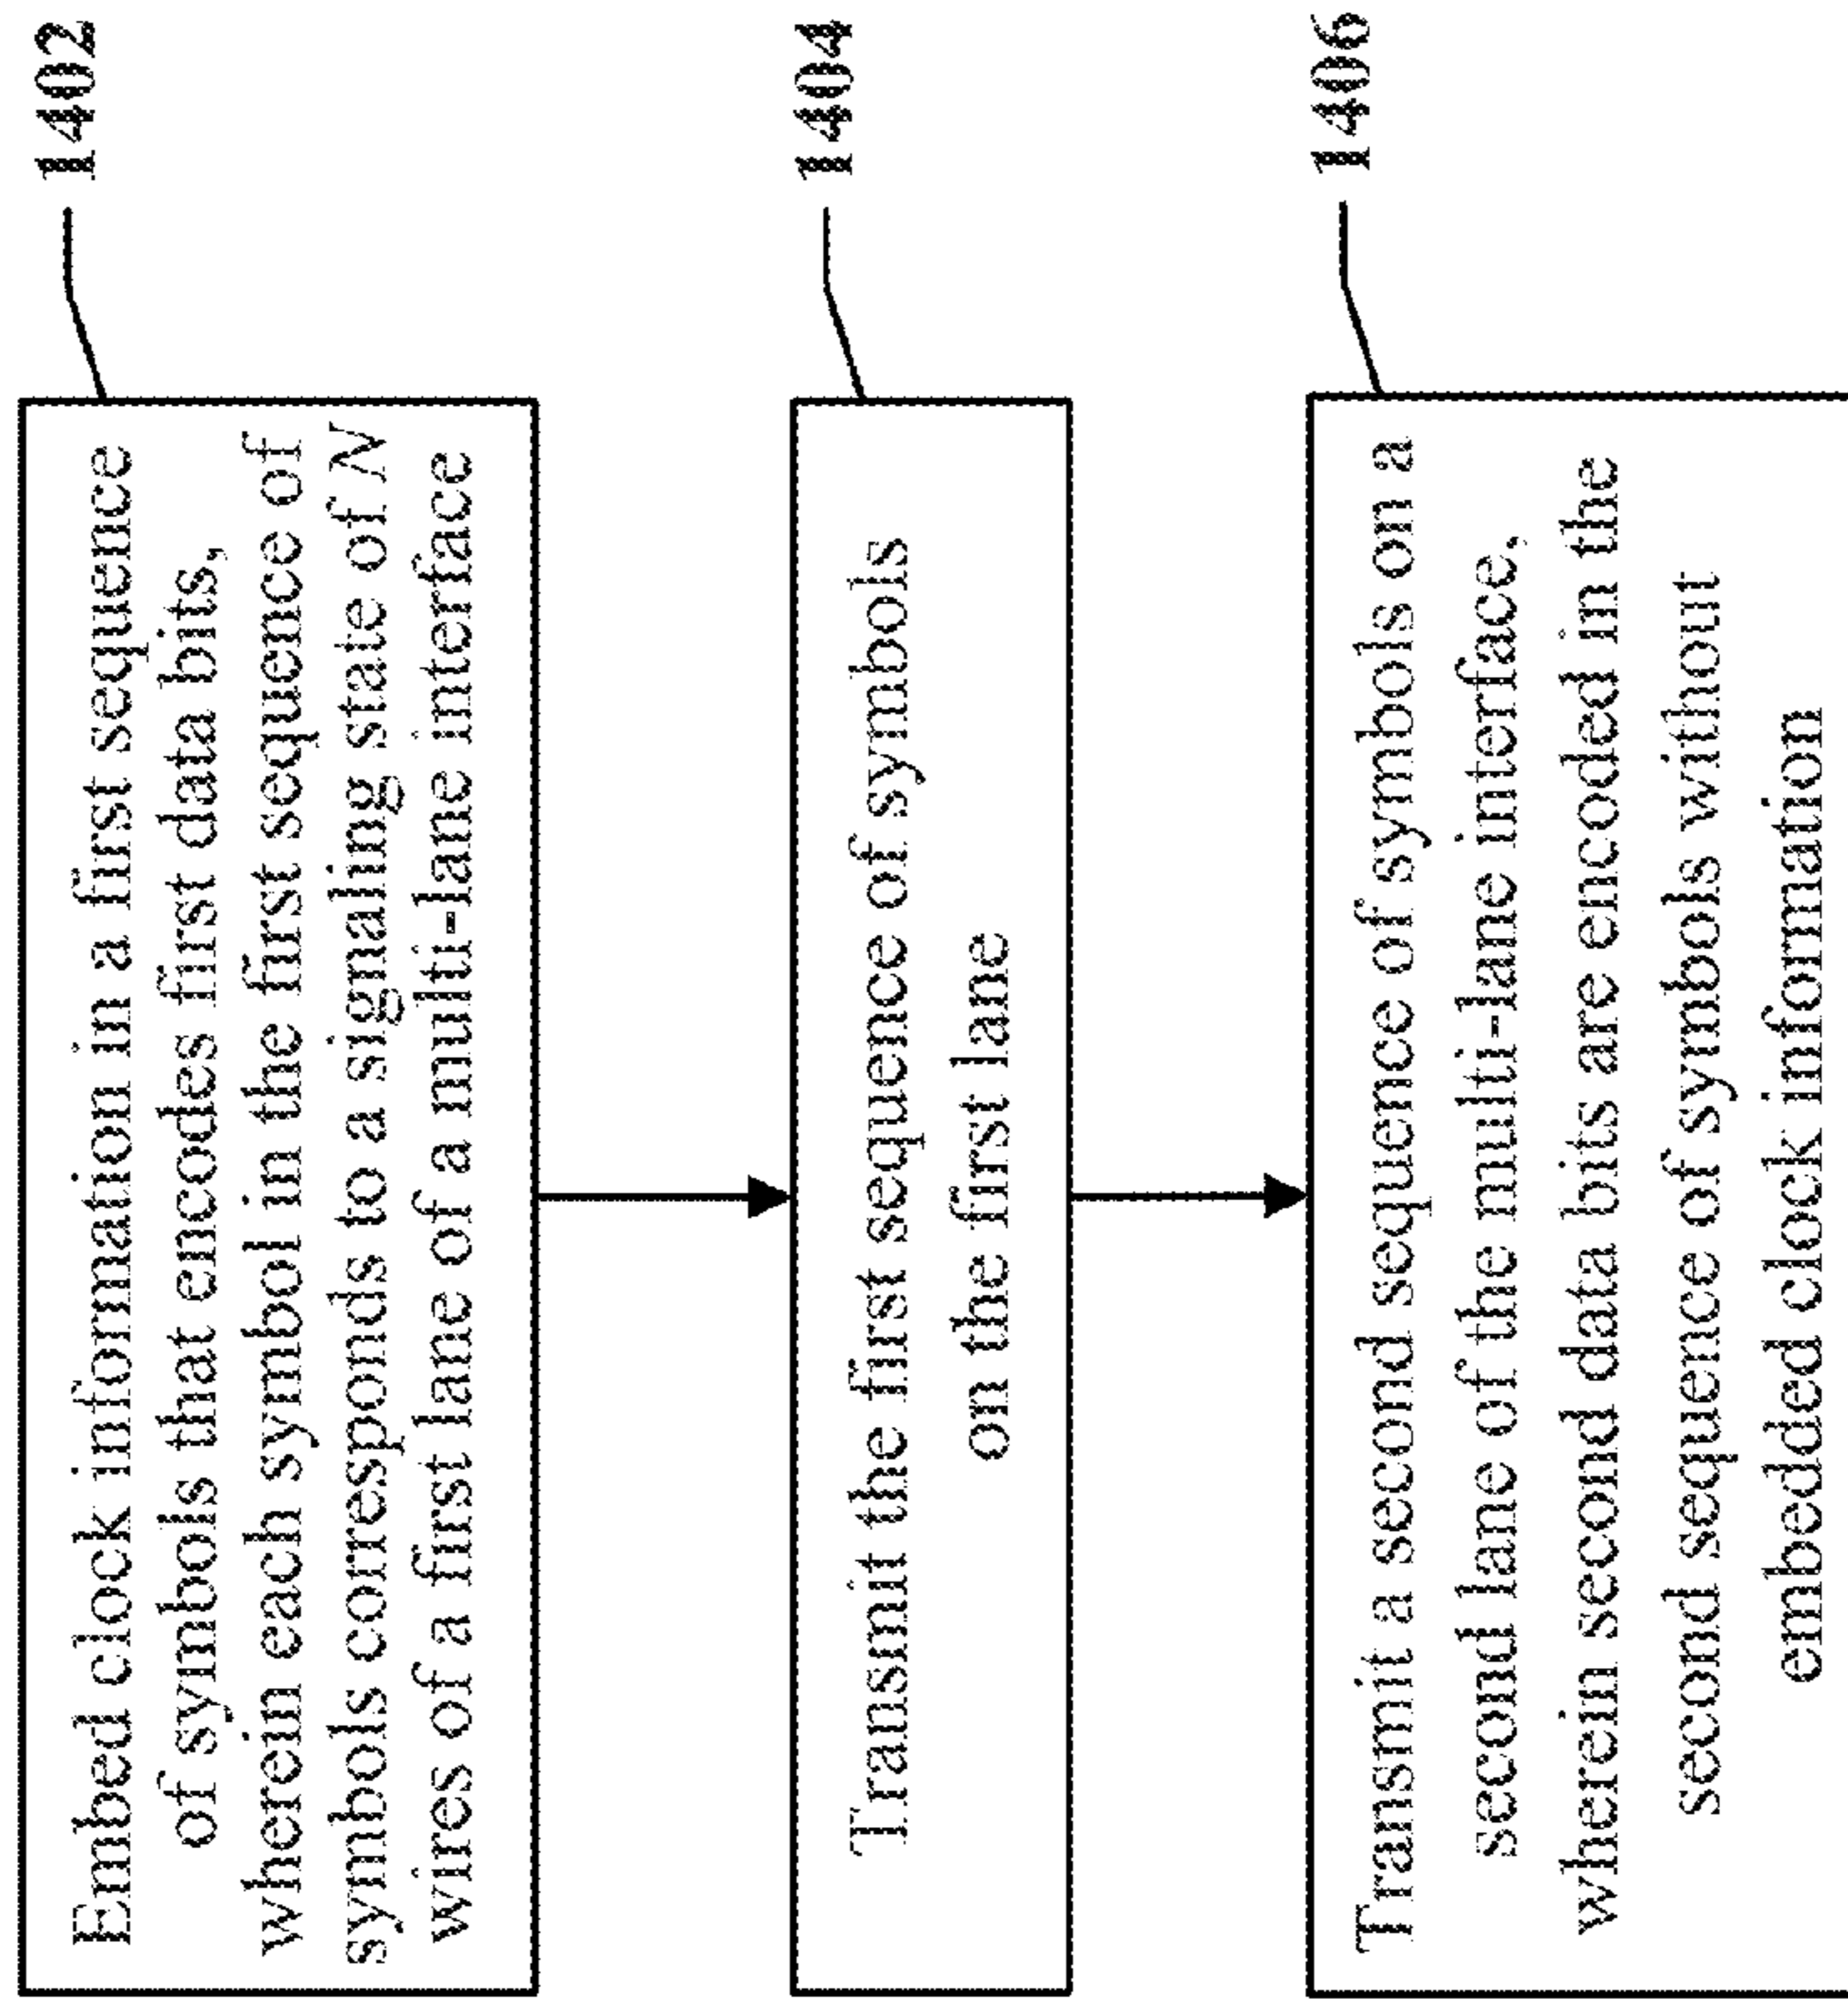 Embed clock information in a first sequence
of symbols that encodes first data bits,
wherein each symbol in the first sequence of
symbols corresponds to a signaling state of N
wires of a first lane of a multi-lane interface
1402
Transmit the first sequence of symbols
on the first lane
1404
Transmit a second sequence of symbols on a
second lane of the multi-lane interface,
wherein second data bits are encoded in the
second sequence of symbols without
embedded clock information
1406